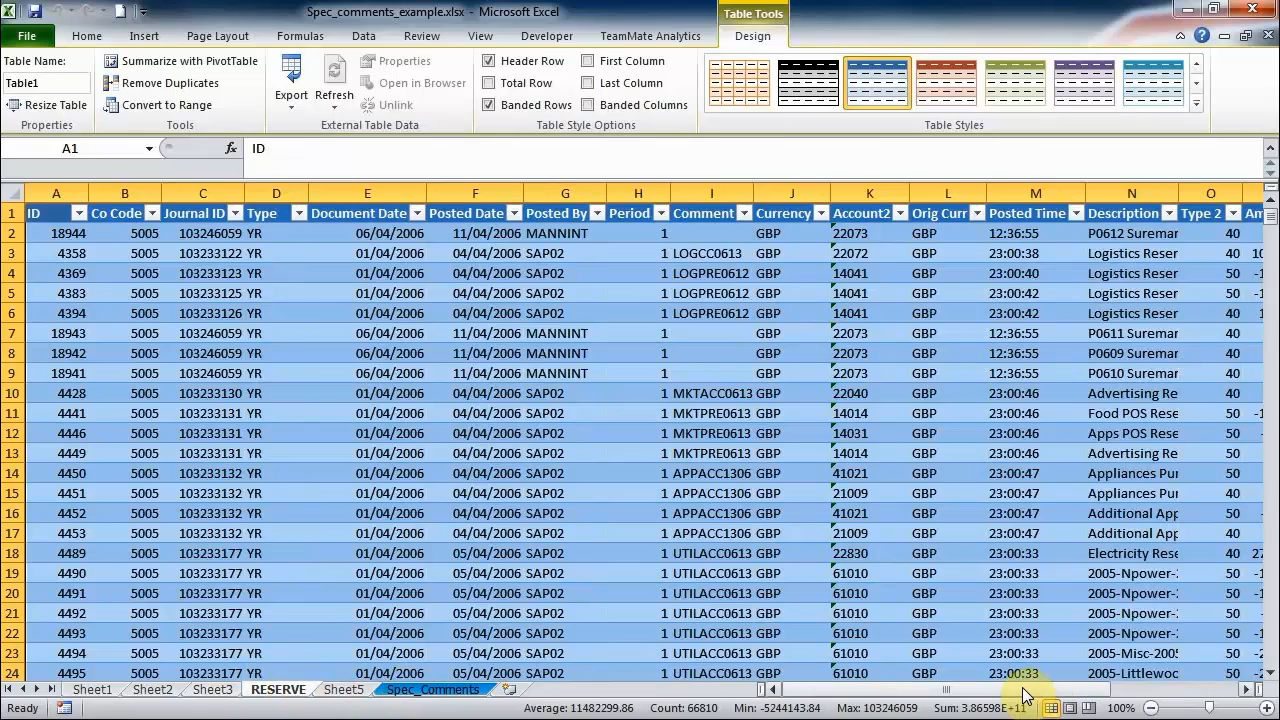 Spec_comments_example.xlsx - Microsoft Excel
Table Tools
File Home Insert Page Layout Formulas Data Review View Developer TeamMate Analytics Design
Table Name: Summarize with PivotTable Properties Header Row First Column
Table1 Remove Duplicates Export Refresh Open in Browser Total Row Last Column
Resize Table Convert to Range Unlink Banded Rows Banded Columns
Properties Tools External Table Data Table Style Options Table Styles
A1 fx ID
A B C D E F G H I J K L M N O
1 ID Co Code Journal ID Type Document Date Posted Date Posted By Period Comment Currency Account2 Orig Curr Posted Time Description Type 2 Am
2 18944 5005 103246059 YR 06/04/2006 11/04/2006 MANNINT 1 GBP 22073 GBP 12:36:55 P0612 Suremar 40
3 4358 5005 103233122 YR 01/04/2006 04/04/2006 SAP02 1 LOGCC0613 GBP 22072 GBP 23:00:38 Logistics Reser 40 10
4 4369 5005 103233123 YR 01/04/2006 04/04/2006 SAP02 1 LOGPRE0612 GBP 14041 GBP 23:00:40 Logistics Reser 50 -1
5 4383 5005 103233125 YR 01/04/2006 04/04/2006 SAP02 1 LOGPRE0612 GBP 14041 GBP 23:00:42 Logistics Reser 50 -1
6 4394 5005 103233126 YR 01/04/2006 04/04/2006 SAP02 1 LOGPRE0612 GBP 14041 GBP 23:00:42 Logistics Reser 50 -1
7 18943 5005 103246059 YR 06/04/2006 11/04/2006 MANNINT 1 GBP 22073 GBP 12:36:55 P0611 Suremar 40
8 18942 5005 103246059 YR 06/04/2006 11/04/2006 MANNINT 1 GBP 22073 GBP 12:36:55 P0609 Suremar 40
9 18941 5005 103246059 YR 06/04/2006 11/04/2006 MANNINT 1 GBP 22073 GBP 12:36:55 P0610 Suremar 40
10 4428 5005 103233130 YR 01/04/2006 04/04/2006 SAP02 1 MKTACC0613 GBP 22040 GBP 23:00:46 Advertising Re 40
11 4441 5005 103233131 YR 01/04/2006 04/04/2006 SAP02 1 MKTPRE0613 GBP 14014 GBP 23:00:46 Food POS Rese 50 -1
12 4446 5005 103233131 YR 01/04/2006 04/04/2006 SAP02 1 MKTPRE0613 GBP 14031 GBP 23:00:46 Apps POS Rese 50 -1
13 4449 5005 103233131 YR 01/04/2006 04/04/2006 SAP02 1 MKTPRE0613 GBP 14014 GBP 23:00:46 Advertising Re 50 -1
14 4450 5005 103233132 YR 01/04/2006 04/04/2006 SAP02 1 APPACC1306 GBP 41021 GBP 23:00:47 Appliances Pur 50 -1
15 4451 5005 103233132 YR 01/04/2006 04/04/2006 SAP02 1 APPACC1306 GBP 21009 GBP 23:00:47 Appliances Pur 40
16 4452 5005 103233132 YR 01/04/2006 04/04/2006 SAP02 1 APPACC1306 GBP 41021 GBP 23:00:47 Additional App 50 -1
17 4453 5005 103233132 YR 01/04/2006 04/04/2006 SAP02 1 APPACC1306 GBP 21009 GBP 23:00:47 Additional App 40
18 4489 5005 103233177 YR 01/04/2006 05/04/2006 SAP02 1 UTILACC0613 GBP 22830 GBP 23:00:33 Electricity Rese 40 27
19 4490 5005 103233177 YR 01/04/2006 05/04/2006 SAP02 1 UTILACC0613 GBP 61010 GBP 23:00:33 2005-Npower- 50 -1
20 4491 5005 103233177 YR 01/04/2006 05/04/2006 SAP02 1 UTILACC0613 GBP 61010 GBP 23:00:33 2005-Npower- 50 -1
21 4492 5005 103233177 YR 01/04/2006 05/04/2006 SAP02 1 UTILACC0613 GBP 61010 GBP 23:00:33 2005-Npower- 50 -1
22 4493 5005 103233177 YR 01/04/2006 05/04/2006 SAP02 1 UTILACC0613 GBP 61010 GBP 23:00:33 2005-Npower- 50 -1
23 4494 5005 103233177 YR 01/04/2006 05/04/2006 SAP02 1 UTILACC0613 GBP 61010 GBP 23:00:33 2005-Misc-2005 50 -1
24 4495 5005 103233177 YR 01/04/2006 05/04/2006 SAP02 1 UTILACC0613 GBP 61010 GBP 23:00:33 2005-Littlewoo 50 -1
Sheet1 Sheet2 Sheet3 RESERVE Sheet5 Spec_Comments
Ready Average: 11482299.86 Count: 66810 Min: -5244143.84 Max: 103246059 Sum: 3.86598E+11 100%